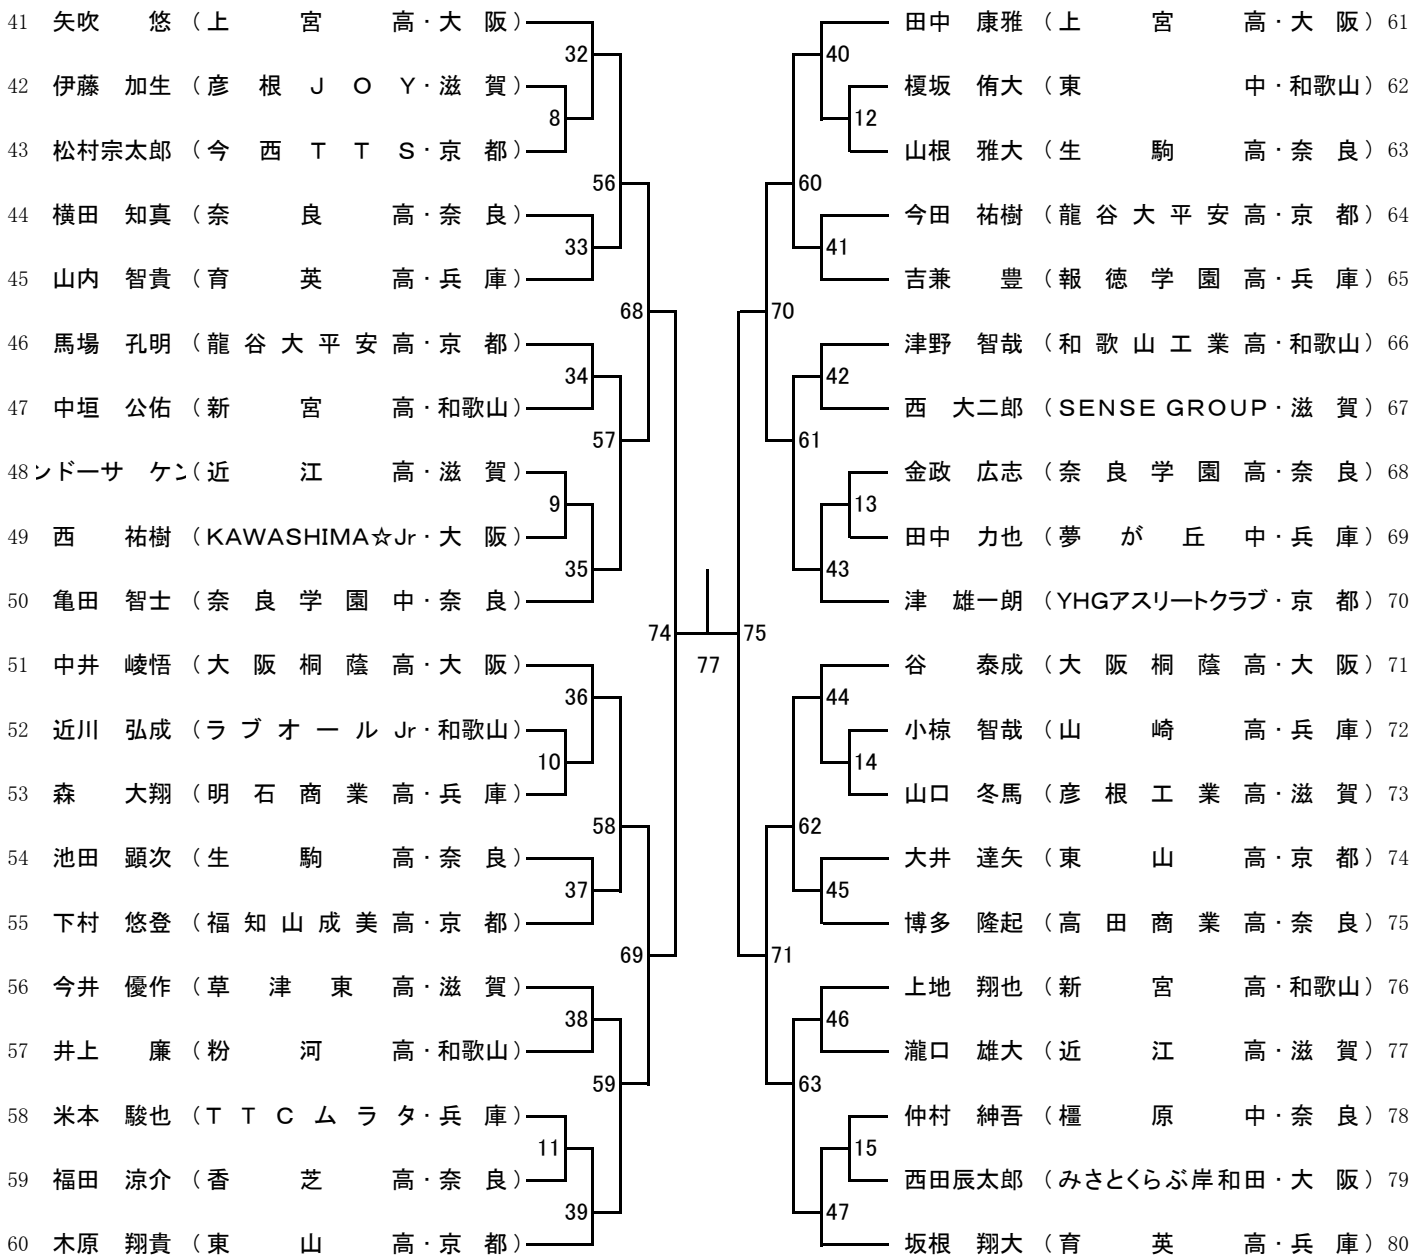 41 矢吹 悠 (上宮高・大阪)
32
42 伊藤 加生 (彦根JOY・滋賀)
8
43 松村宗太郎 (今西TTS・京都)
56
44 横田 知真 (奈良高・奈良)
33
45 山内 智貴 (育英高・兵庫)
68
46 馬場 孔明 (龍谷大平安高・京都)
34
47 中垣 公佑 (新宮高・和歌山)
57
48 ンドーサ ケン(近江高・滋賀)
9
49 西 祐樹 (KAWASHIMA☆Jr・大阪)
35
50 亀田 智士 (奈良学園中・奈良)
74
51 中井 崚悟 (大阪桐蔭高・大阪)
36
52 近川 弘成 (ラブオールJr・和歌山)
10
53 森 大翔 (明石商業高・兵庫)
58
54 池田 顕次 (生駒高・奈良)
37
55 下村 悠登 (福知山成美高・京都)
69
56 今井 優作 (草津東高・滋賀)
38
57 井上 廉 (粉河高・和歌山)
59
58 米本 駿也 (TTCムラタ・兵庫)
11
59 福田 涼介 (香芝高・奈良)
39
60 木原 翔貴 (東山高・京都)
77
田中 康雅 (上宮高・大阪) 61
40
榎坂 侑大 (東中・和歌山) 62
12
山根 雅大 (生駒高・奈良) 63
60
今田 祐樹 (龍谷大平安高・京都) 64
41
吉兼 豊 (報徳学園高・兵庫) 65
70
津野 智哉 (和歌山工業高・和歌山) 66
42
西 大二郎 (SENSE GROUP・滋賀) 67
61
金政 広志 (奈良学園高・奈良) 68
13
田中 力也 (夢が丘中・兵庫) 69
43
津 雄一朗 (YHGアスリートクラブ・京都) 70
75
谷 泰成 (大阪桐蔭高・大阪) 71
44
小椋 智哉 (山崎高・兵庫) 72
14
山口 冬馬 (彦根工業高・滋賀) 73
62
大井 達矢 (東山高・京都) 74
45
博多 隆起 (高田商業高・奈良) 75
71
上地 翔也 (新宮高・和歌山) 76
46
瀧口 雄大 (近江高・滋賀) 77
63
仲村 紳吾 (橿原中・奈良) 78
15
西田辰太郎 (みさとくらぶ岸和田・大阪) 79
47
坂根 翔大 (育英高・兵庫) 80